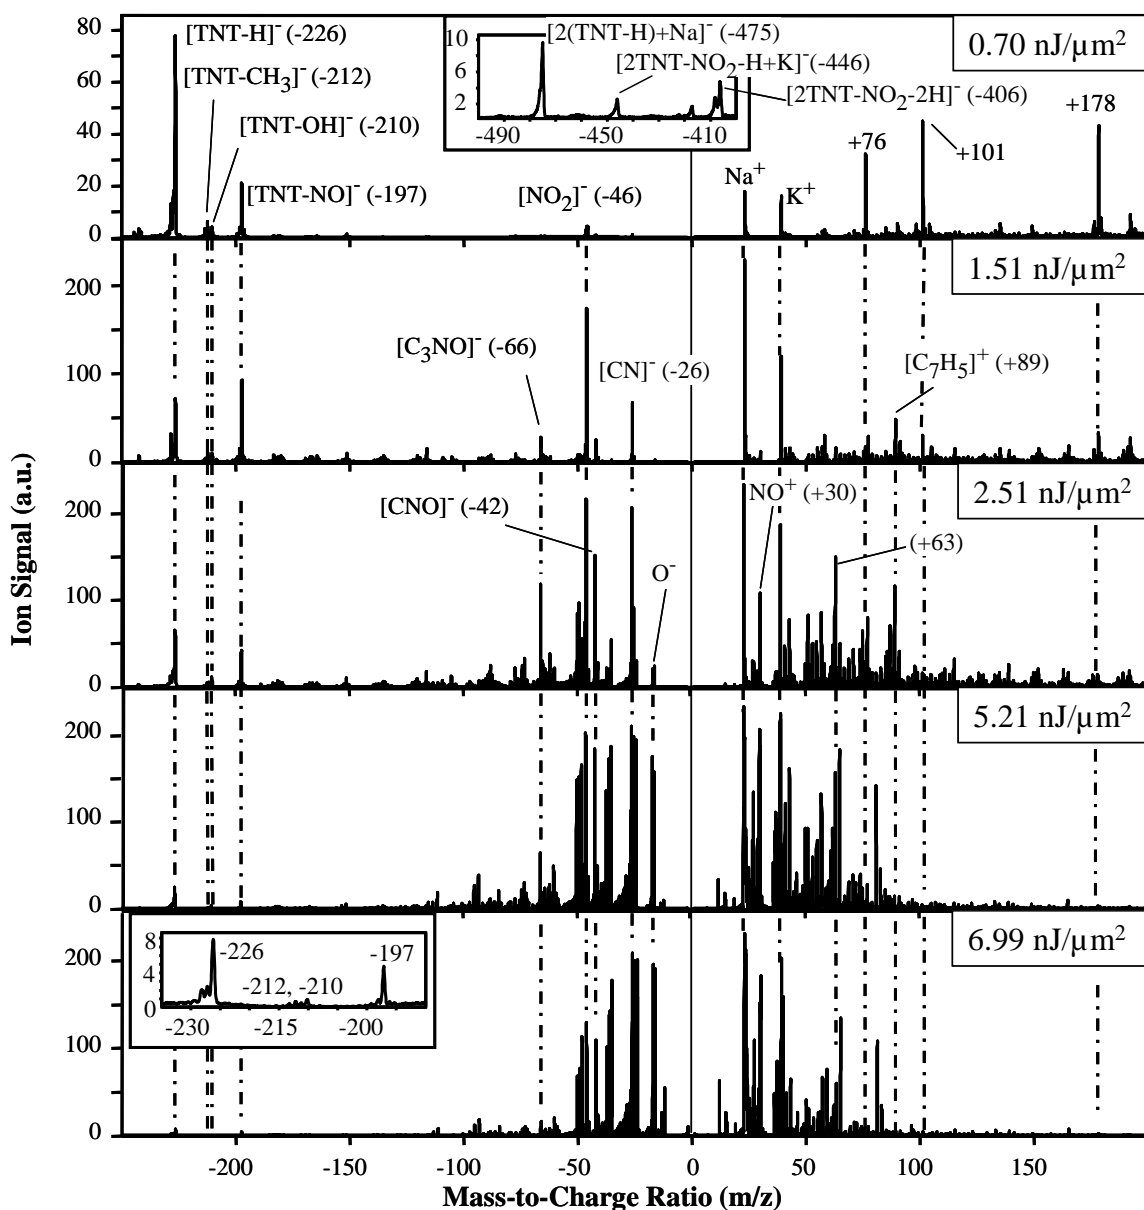 80
60
40
20
0
[TNT-H]⁻ (-226)
[TNT-CH₃]⁻ (-212)
[TNT-OH]⁻ (-210)
[TNT-NO]⁻ (-197)
[NO₂]⁻ (-46)
10
8
6
4
2
-490
-450
-410
[2(TNT-H)+Na]⁻ (-475)
[2TNT-NO₂-H+K]⁻(-446)
[2TNT-NO₂-2H]⁻ (-406)
0.70 nJ/μm²
Na⁺
K⁺
+76
+101
+178
200
100
0
1.51 nJ/μm²
[C₃NO]⁻ (-66)
[CN]⁻ (-26)
[C₇H₅]⁺ (+89)
200
100
0
2.51 nJ/μm²
[CNO]⁻ (-42)
O⁻
NO⁺ (+30)
(+63)
200
100
0
5.21 nJ/μm²
200
100
0
6.99 nJ/μm²
8
4
0
-226
-212, -210
-197
-230
-215
-200
-200
-150
-100
-50
0
50
100
150
Mass-to-Charge Ratio (m/z)
Ion Signal (a.u.)